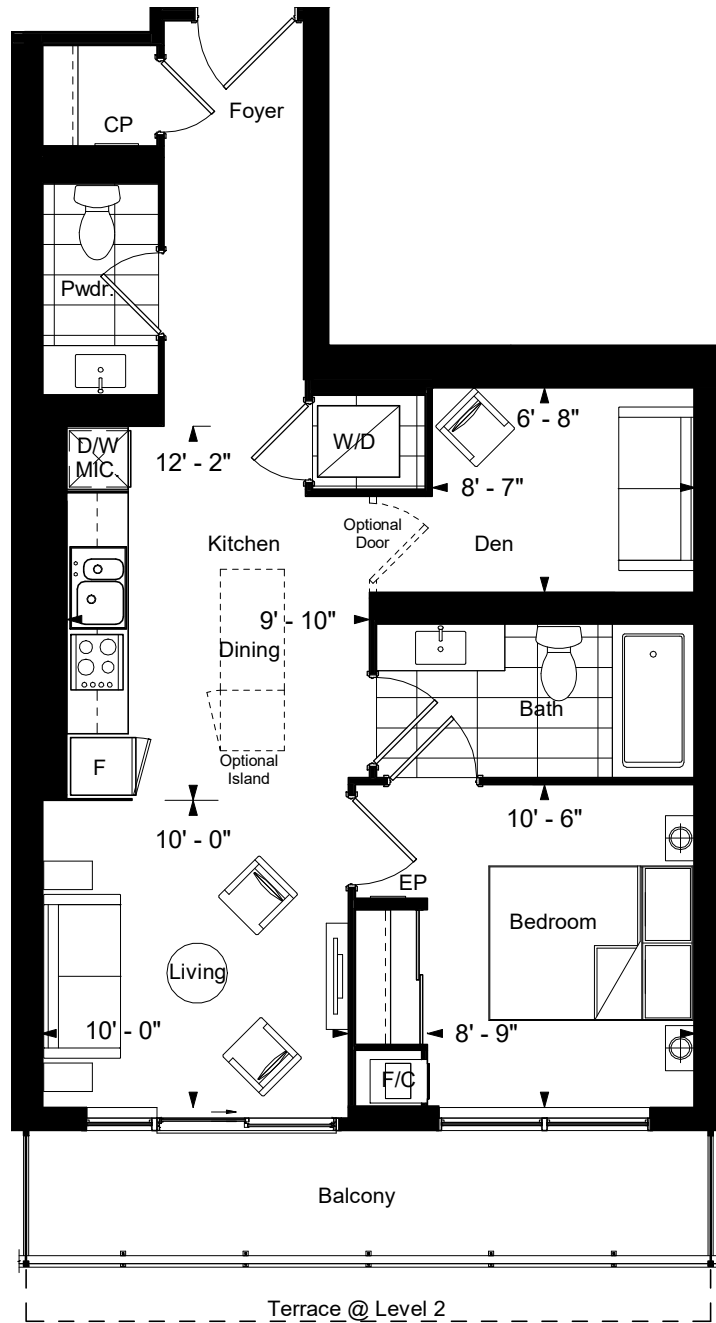 Foyer
CP
Pwdr.
D/W
MIC.
12' - 2"
W/D
6' - 8"
8' - 7"
Optional
Door
Kitchen
Den
9' - 10"
Dining
Bath
Optional
Island
F
10' - 0"
10' - 6"
EP
Bedroom
Living
10' - 0"
8' - 9"
F/C
Balcony
Terrace @ Level 2